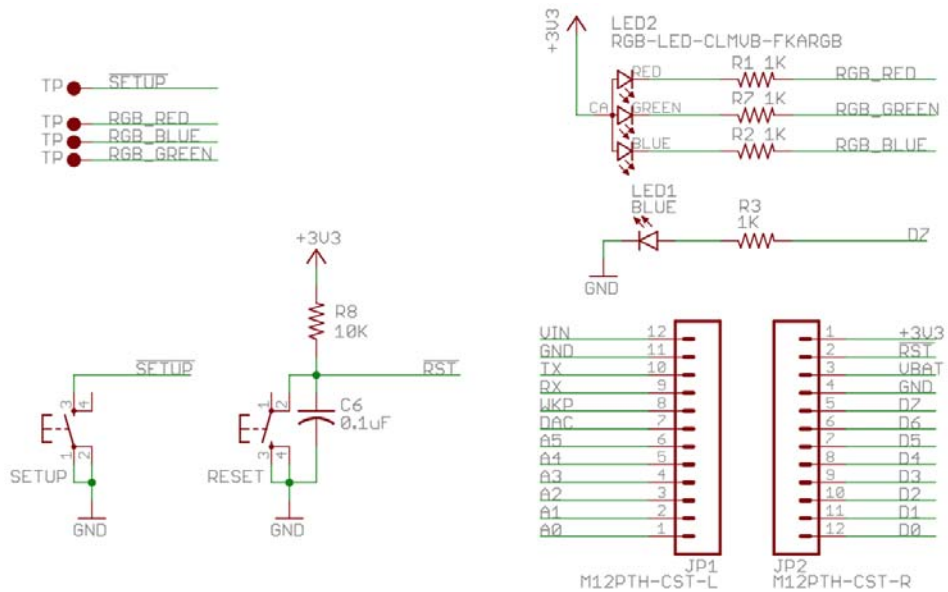 TP SETUP
TP RGB_RED
TP RGB_BLUE
TP RGB_GREEN
+3V3
LED2
RGB-LED-CLMVB-FKARGB
RED R1 1K RGB_RED
CA GREEN R7 1K RGB_GREEN
BLUE R2 1K RGB_BLUE
LED1
BLUE
R3
1K
D7
GND
+3V3
R8
10K
SETUP
3 4
1 2
SETUP
GND
RST
1 2
3 4
RESET
C6
0.1uF
GND
VIN 12
GND 11
TX 10
RX 9
WKP 8
DAC 7
A5 6
A4 5
A3 4
A2 3
A1 2
A0 1
JP1
M12PTH-CST-L
1 +3V3
2 RST
3 VBAT
4 GND
5 D7
6 D6
7 D5
8 D4
9 D3
10 D2
11 D1
12 D0
JP2
M12PTH-CST-R